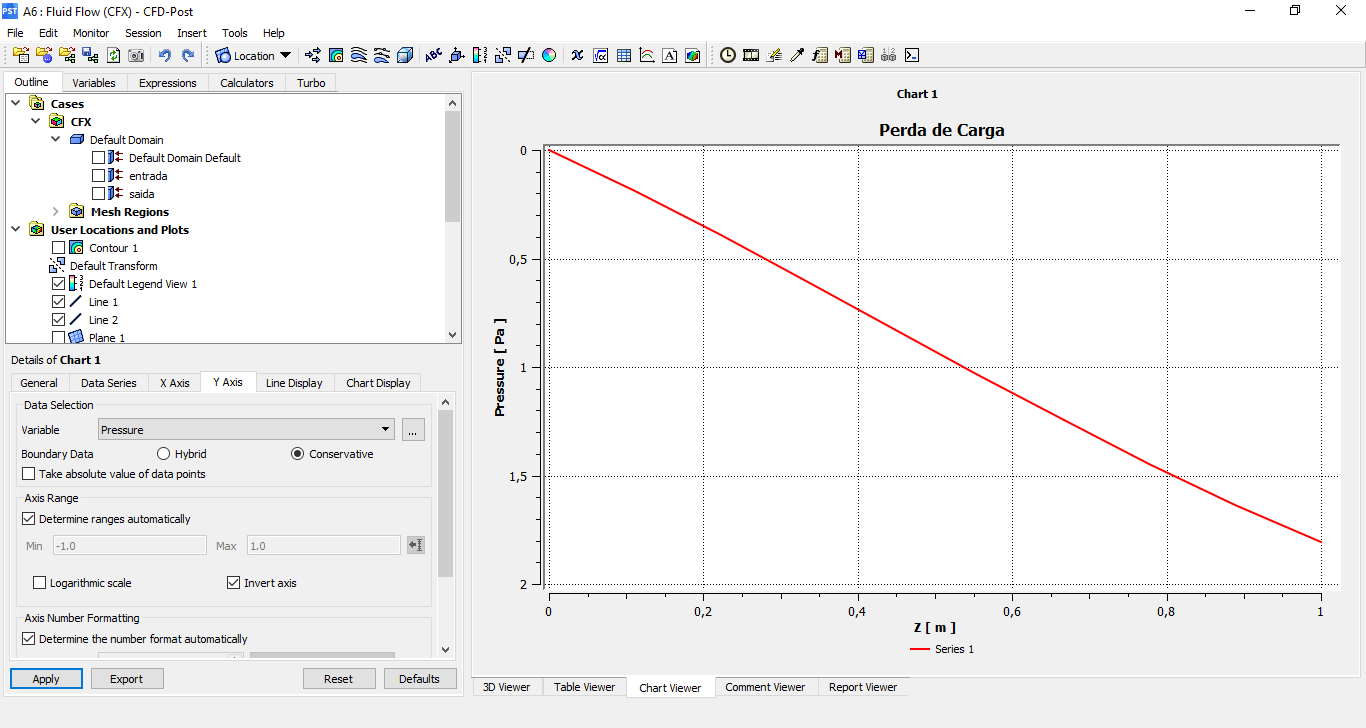 A6 : Fluid Flow (CFX) - CFD-Post
File Edit Monitor Session Insert Tools Help
Location
Outline Variables Expressions Calculators Turbo
Cases
CFX
Default Domain
Default Domain Default
entrada
saida
Mesh Regions
User Locations and Plots
Contour 1
Default Transform
Default Legend View 1
Line 1
Line 2
Plane 1
Details of Chart 1
General Data Series X Axis Y Axis Line Display Chart Display
Data Selection
Variable Pressure ...
Boundary Data Hybrid Conservative
Take absolute value of data points
Axis Range
Determine ranges automatically
Min -1.0 Max 1.0
Logarithmic scale Invert axis
Axis Number Formatting
Determine the number format automatically
Apply Export Reset Defaults
Chart 1
Perda de Carga
0
0,5
1
1,5
2
Pressure [ Pa ]
0 0,2 0,4 0,6 0,8 1
Z [ m ]
Series 1
3D Viewer Table Viewer Chart Viewer Comment Viewer Report Viewer